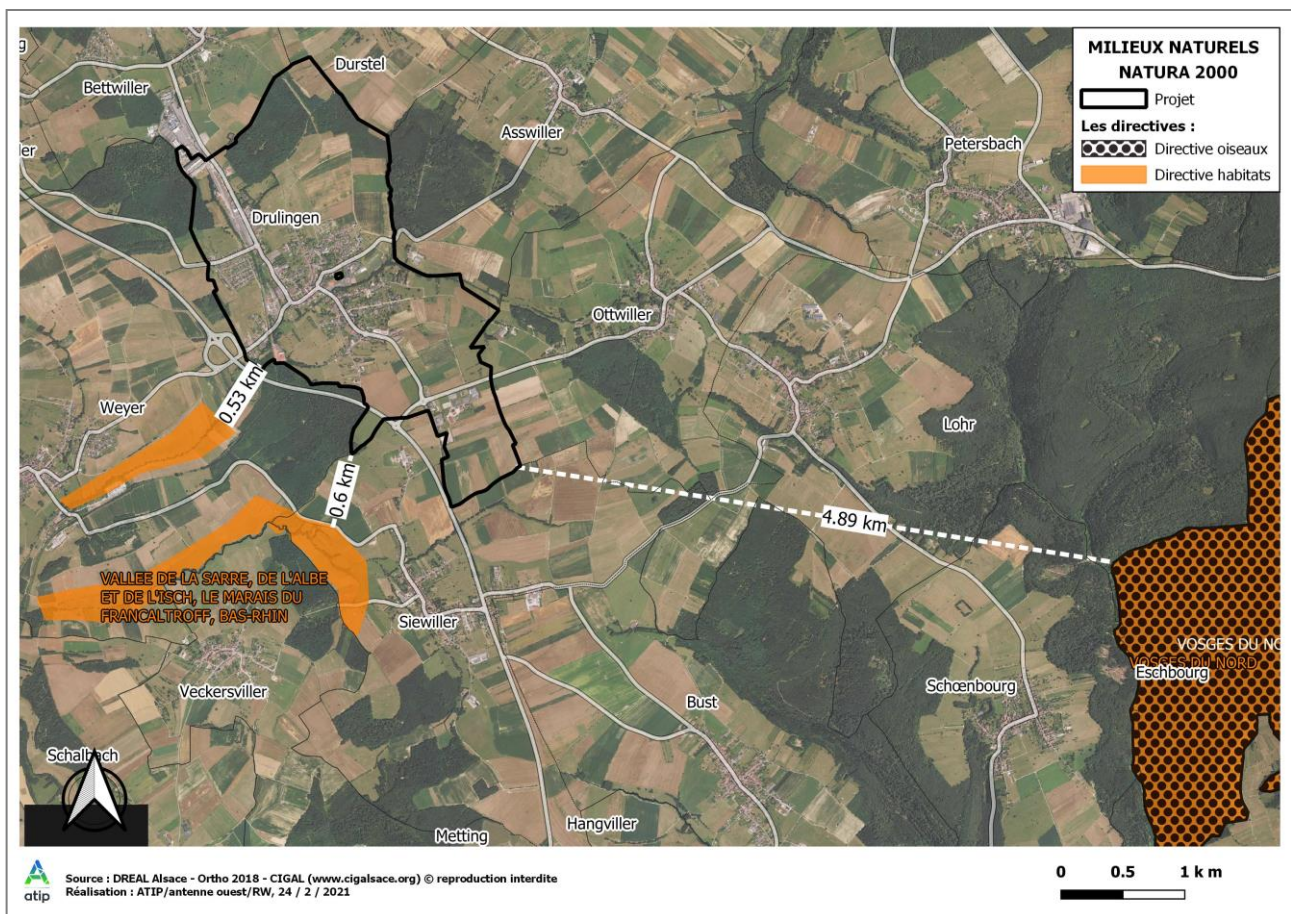 MILIEUX NATURELS
NATURA 2000
Projet
Les directives :
Directive oiseaux
Directive habitats
Durstel
Bettwiller
Asswiller
Petersbach
Drulingen
Ottwiller
Weyer
0.53 km
Lohr
0.6 km
4.89 km
VALLEE DE LA SARRE, DE L'ALBE
ET DE L'ISCH, LE MARAIS DU
FRANCALTROFF, BAS-RHIN
Siewiller
VOSGES DU NO
VOSGES DU NORD
Eschbourg
Veckersviller
Schœnbourg
Bust
Schalbach
Hangviller
Metting
atip
Source : DREAL Alsace - Ortho 2018 - CIGAL (www.cigalsace.org) © reproduction interdite
Réalisation : ATIP/antenne ouest/RW, 24 / 2 / 2021
0 0.5 1 km